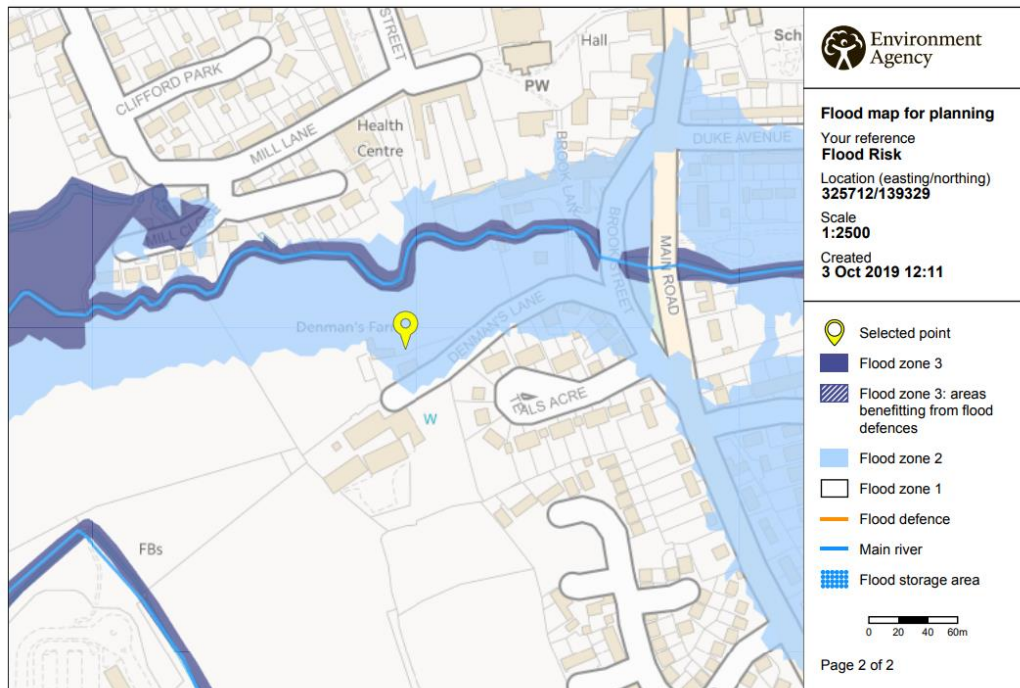 STREET
Hall
Sch
CLIFFORD PARK
PW
MILL LANE
Health
Centre
BROOK LANE
DUKE AVENUE
MILL CLOSE
BROOK STREET
MAIN ROAD
Denman's Farm
DENMAN'S LANE
TEALS ACRE
W
FBs
Environment
Agency
Flood map for planning
Your reference
Flood Risk
Location (easting/northing)
325712/139329
Scale
1:2500
Created
3 Oct 2019 12:11
Selected point
Flood zone 3
Flood zone 3: areas
benefitting from flood
defences
Flood zone 2
Flood zone 1
Flood defence
Main river
Flood storage area
0 20 40 60m
Page 2 of 2